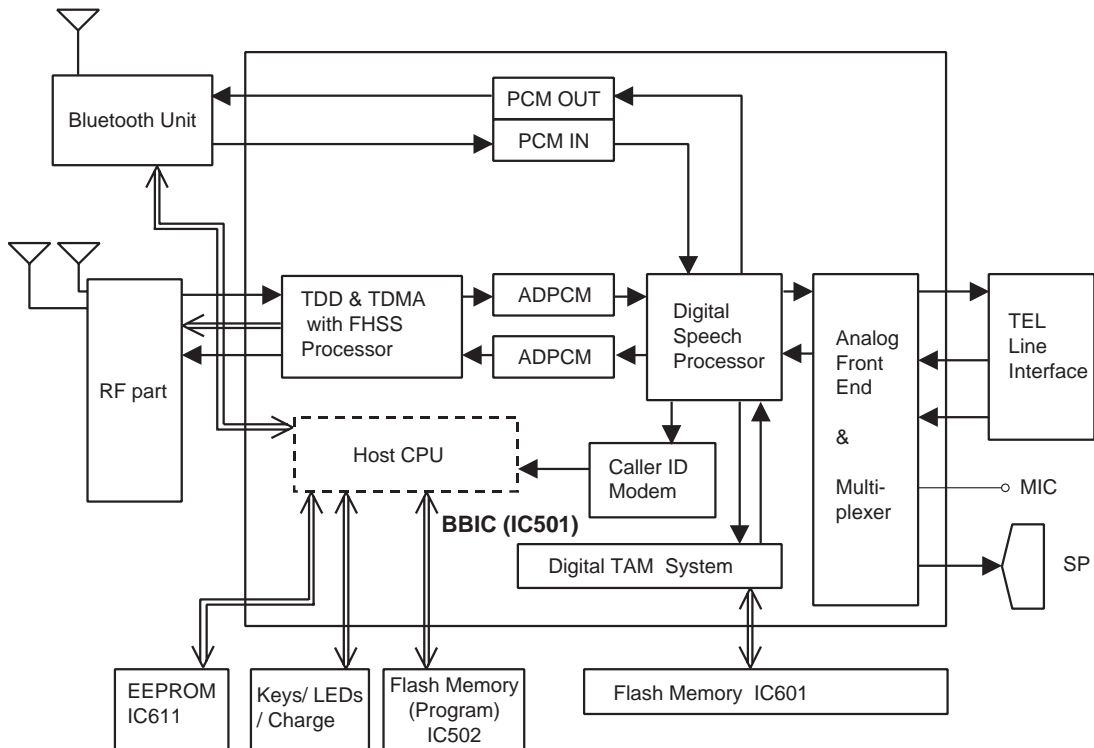 Bluetooth Unit
PCM OUT
PCM IN
RF part
TDD & TDMA
with FHSS
Processor
ADPCM
ADPCM
Digital
Speech
Processor
Analog
Front
End
&
Multi-
plexer
TEL
Line
Interface
Host CPU
Caller ID
Modem
MIC
BBIC (IC501)
Digital TAM System
SP
EEPROM
IC611
Keys/ LEDs
/ Charge
Flash Memory
(Program)
IC502
Flash Memory IC601